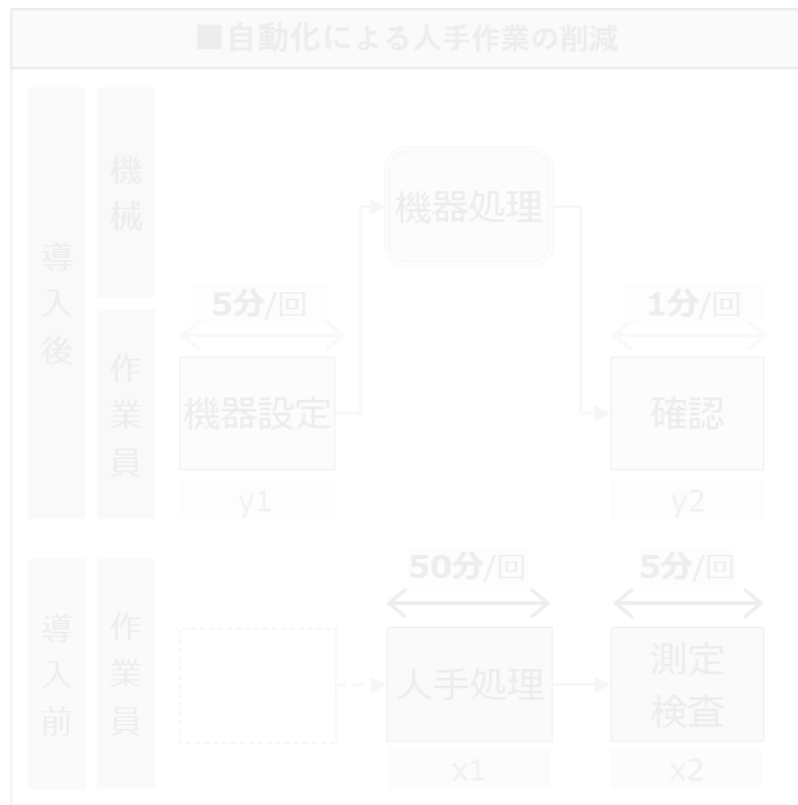 ■自動化による人手作業の削減
導入後
機械
機器処理
5分/回
1分/回
作業員
機器設定
確認
y1
y2
50分/回
5分/回
導入前
作業員
人手処理
測定
検査
x1
x2